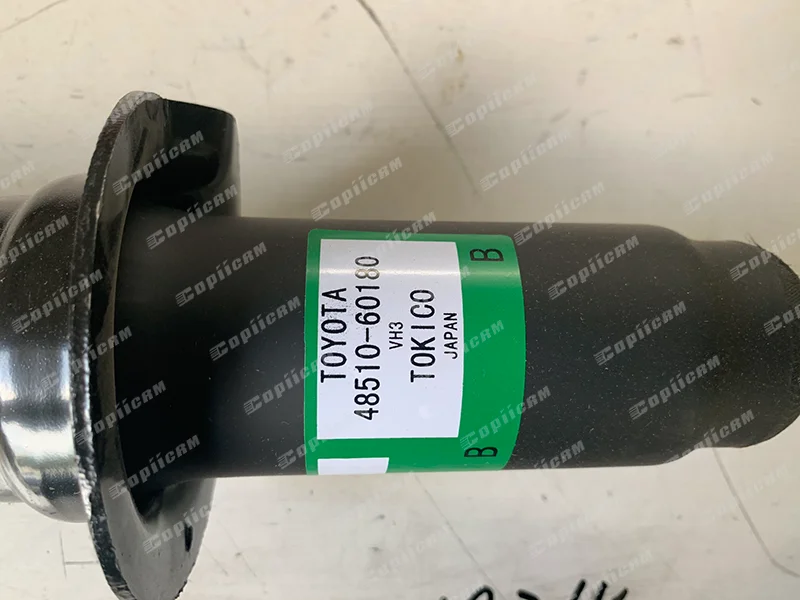 TOYOTA
48510-60180
VH3
TOKICO
JAPAN
B
B
CopiiCAM